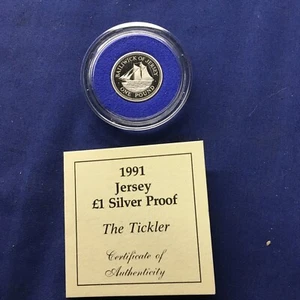 BAILIWICK OF JERSEY
ONE POUND
1991
Jersey
£1 Silver Proof
The Tickler
Certificate of
Authenticity